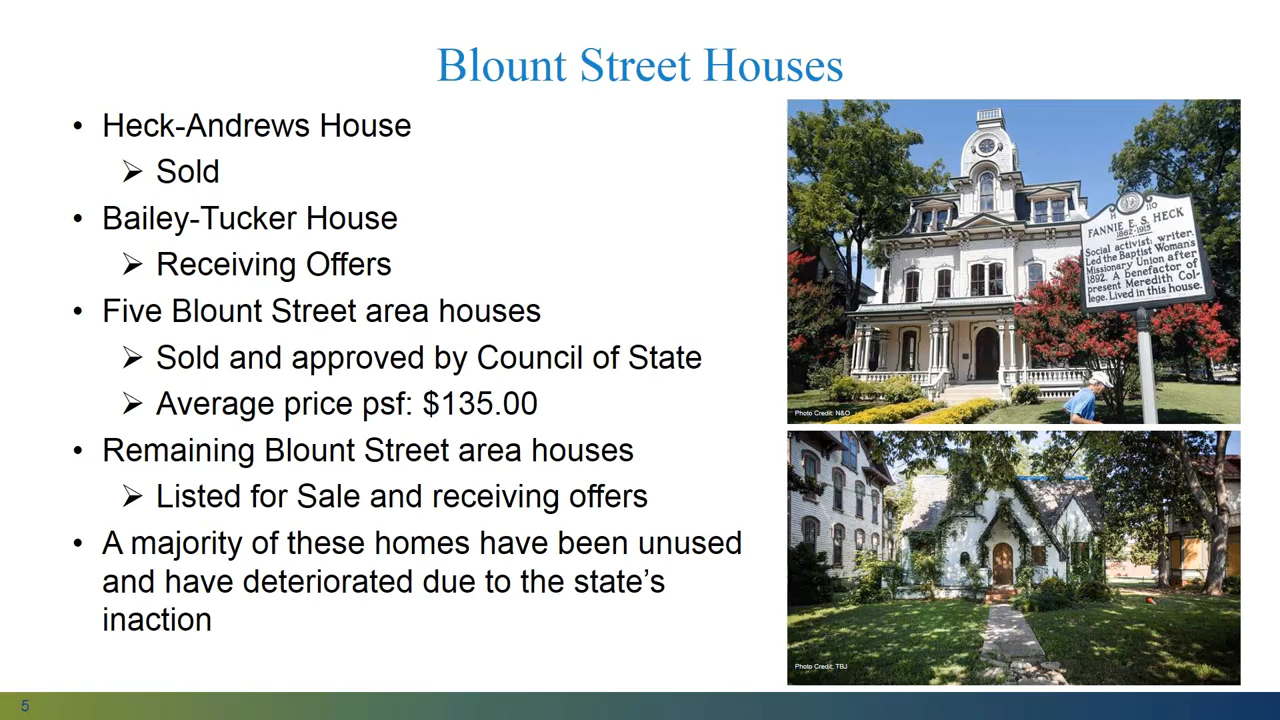 Blount Street Houses
• Heck-Andrews House
➢ Sold
• Bailey-Tucker House
➢ Receiving Offers
• Five Blount Street area houses
➢ Sold and approved by Council of State
➢ Average price psf: $135.00
• Remaining Blount Street area houses
➢ Listed for Sale and receiving offers
• A majority of these homes have been unused
and have deteriorated due to the state’s
inaction
H 110
FANNIE E. S. HECK
1862-1915
Social activist; writer.
Led the Baptist Woman's
Missionary Union after
1892. A benefactor of
present Meredith Col-
lege. Lived in this house.
Photo Credit: N&O
Photo Credit: TBJ
5